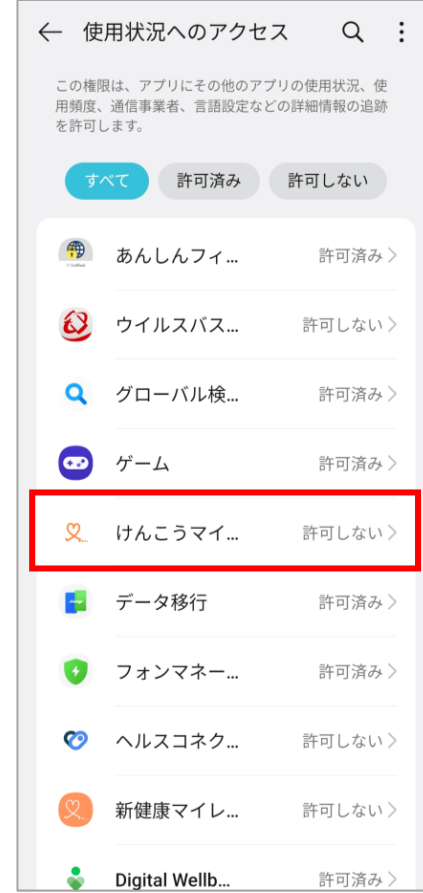 使用状況へのアクセス
この権限は、アプリにその他のアプリの使用状況、使
用頻度、通信事業者、言語設定などの詳細情報の追跡
を許可します。
すべて 許可済み 許可しない
あんしんフィ... 許可済み
ウイルスバス... 許可しない
グローバル検... 許可済み
ゲーム 許可済み
けんこうマイ... 許可しない
データ移行 許可済み
フォンマネー... 許可済み
ヘルスコネク... 許可しない
新健康マイレ... 許可しない
Digital Wellb... 許可済み